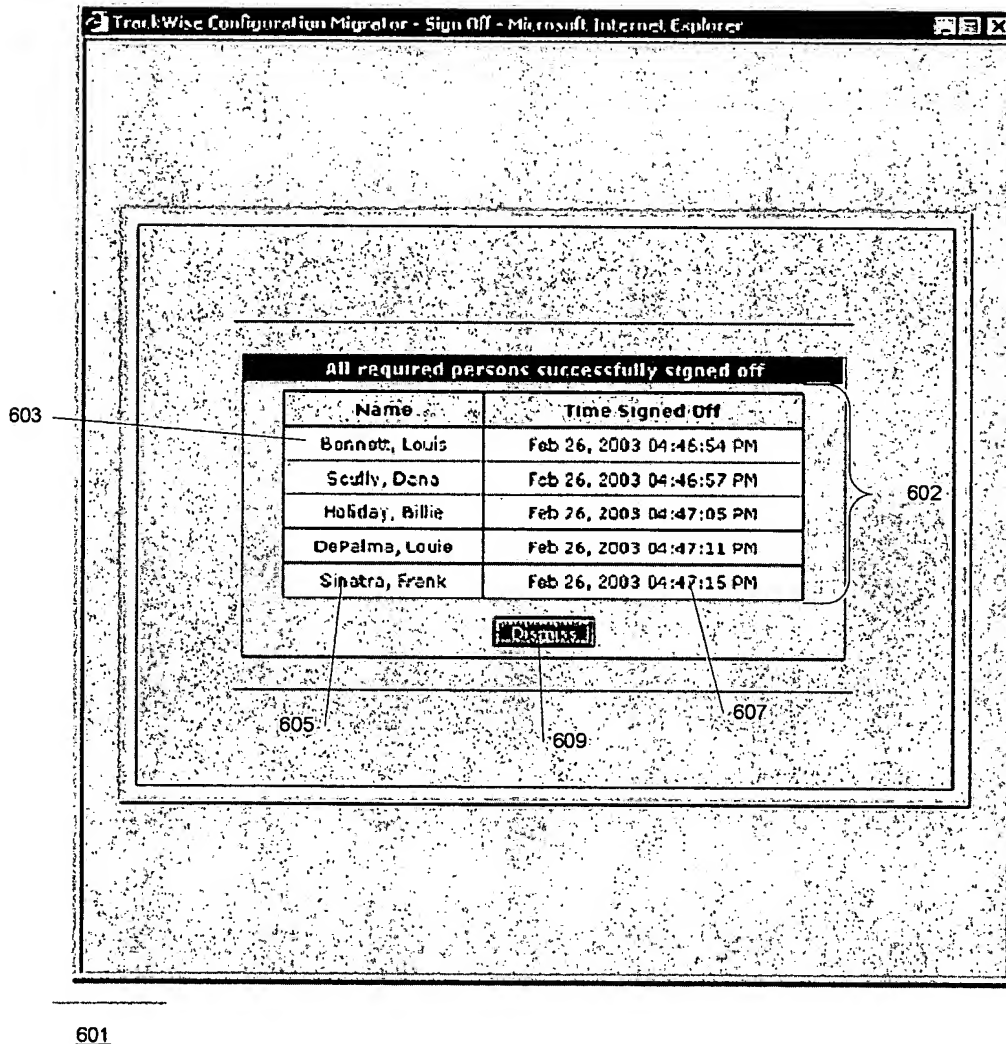 TrackWise Configuration Migrator - Sign Off - Microsoft Internet Explorer
All required persons successfully signed off
Name Time Signed Off
603
Bennett, Louis Feb 26, 2003 04:46:54 PM
Scully, Dana Feb 26, 2003 04:46:57 PM
602
Holiday, Billie Feb 26, 2003 04:47:05 PM
DePalma, Louie Feb 26, 2003 04:47:11 PM
Sinatra, Frank Feb 26, 2003 04:47:15 PM
Dismiss
605 609 607
601